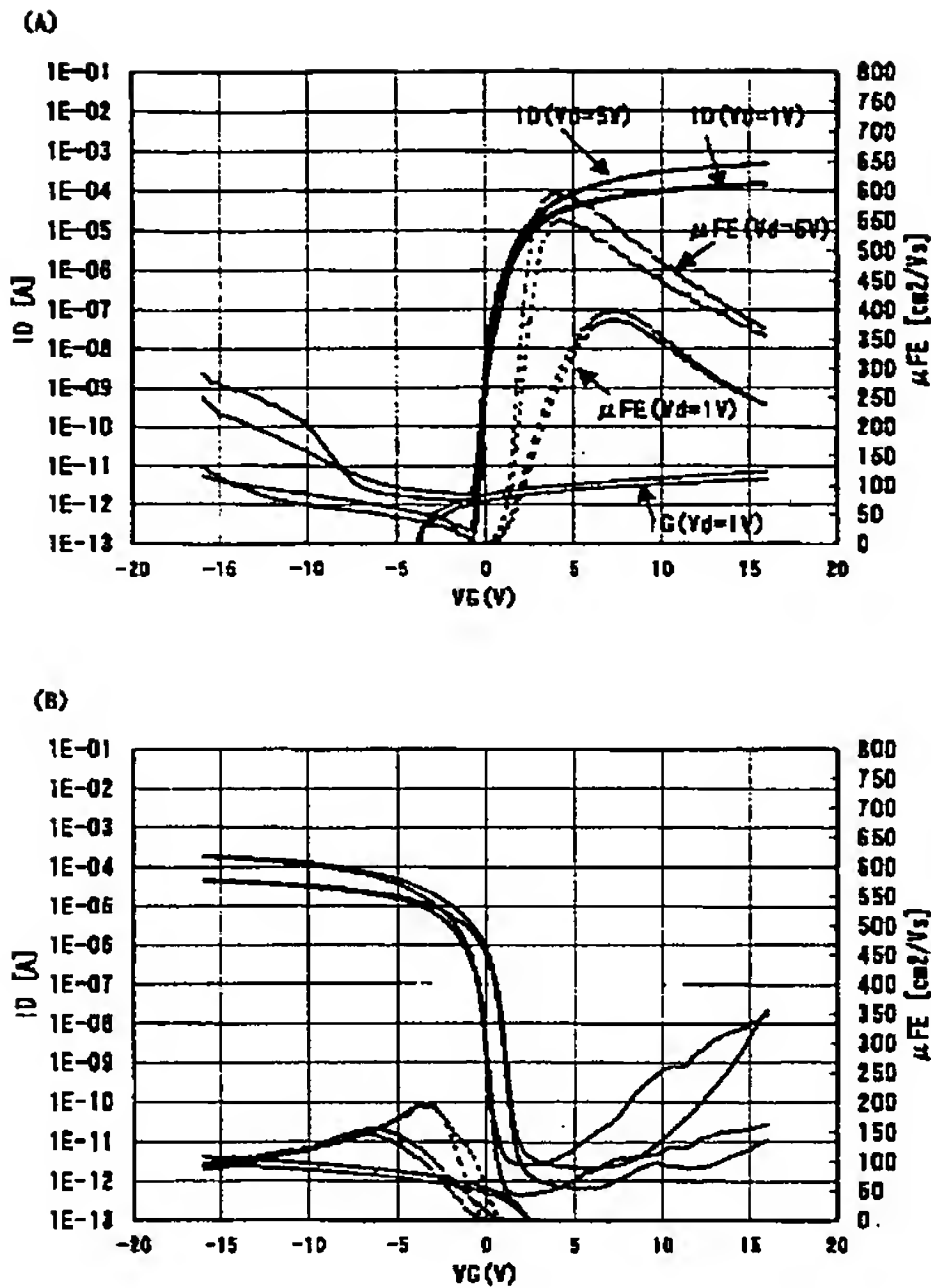 (A)
1E-01
1E-02
1E-03
1E-04
1E-05
1E-06
1E-07
1E-08
1E-09
1E-10
1E-11
1E-12
1E-13
ID [A]
800
750
700
650
600
550
500
450
400
350
300
250
200
150
100
50
0
μFE [cm2/Vs]
ID(Vd=5V)
ID(Vd=1V)
μFE(Vd=5V)
μFE(Vd=1V)
IG(Vd=1V)
-20 -15 -10 -5 0 5 10 15 20
VG(V)
(B)
1E-01
1E-02
1E-03
1E-04
1E-05
1E-06
1E-07
1E-08
1E-09
1E-10
1E-11
1E-12
1E-13
ID [A]
800
750
700
650
600
550
500
450
400
350
300
250
200
150
100
50
0
μFE [cm2/Vs]
-20 -15 -10 -5 0 5 10 15 20
VG(V)